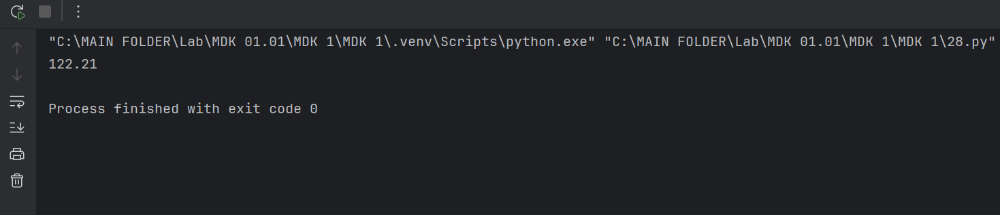 "C:\MAIN FOLDER\Lab\MDK 01.01\MDK 1\MDK 1\.venv\Scripts\python.exe" "C:\MAIN FOLDER\Lab\MDK 01.01\MDK 1\MDK 1\28.py"
122.21
Process finished with exit code 0